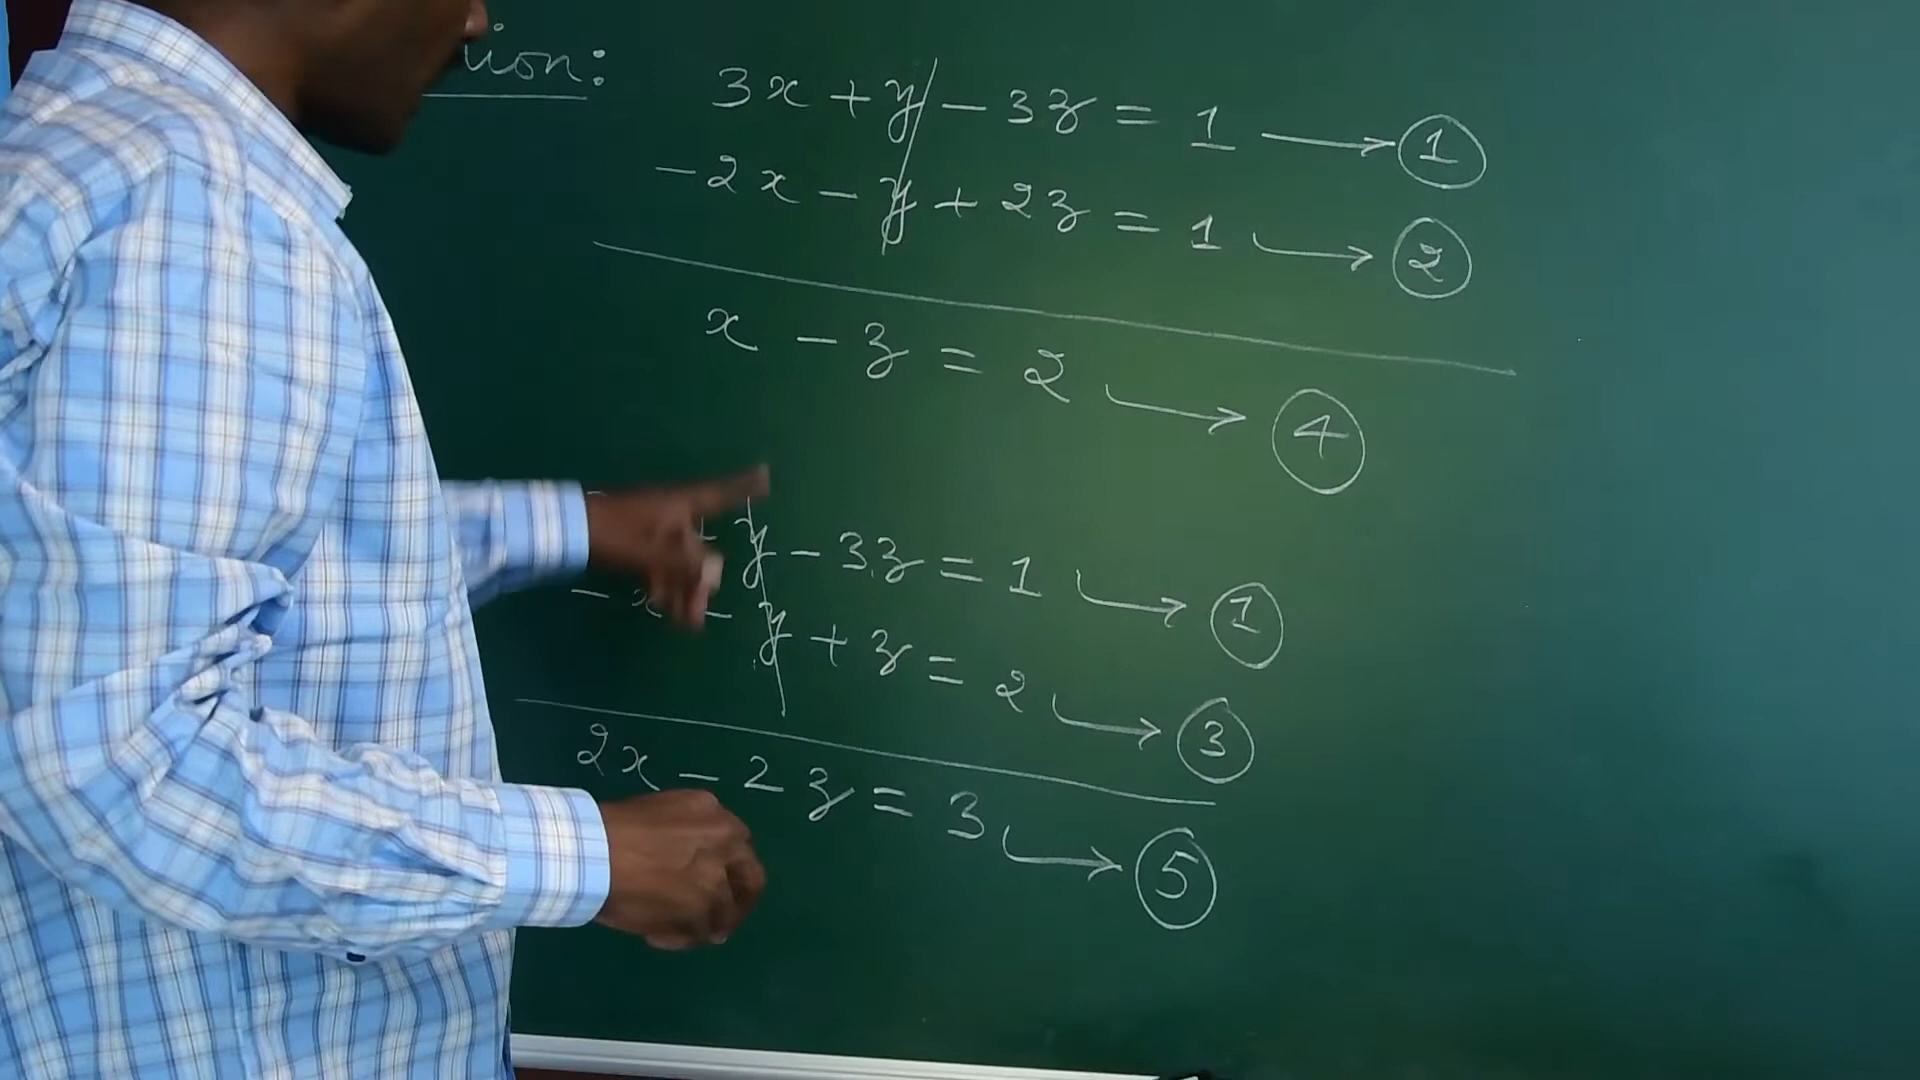 3x + y - 3z = 1 → ①
-2x - y + 2z = 1 → ②
x - z = 2 → ④
+ y - 3z = 1 → ①
- x - y + z = 2 → ③
2x - 2z = 3 → ⑤